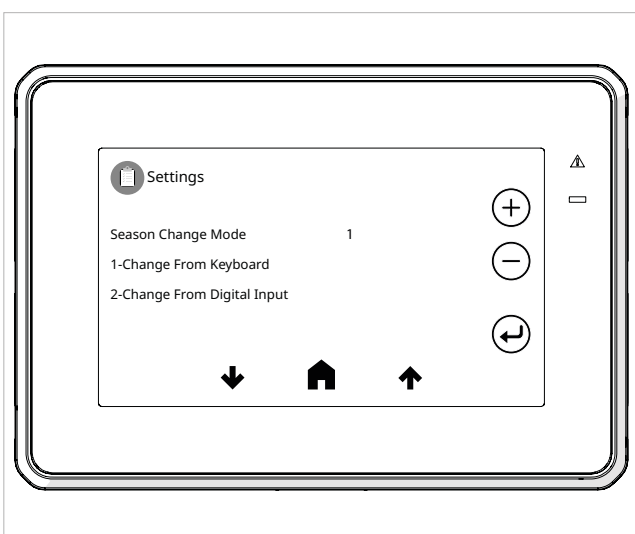 Settings
Season Change Mode 1
1-Change From Keyboard
2-Change From Digital Input